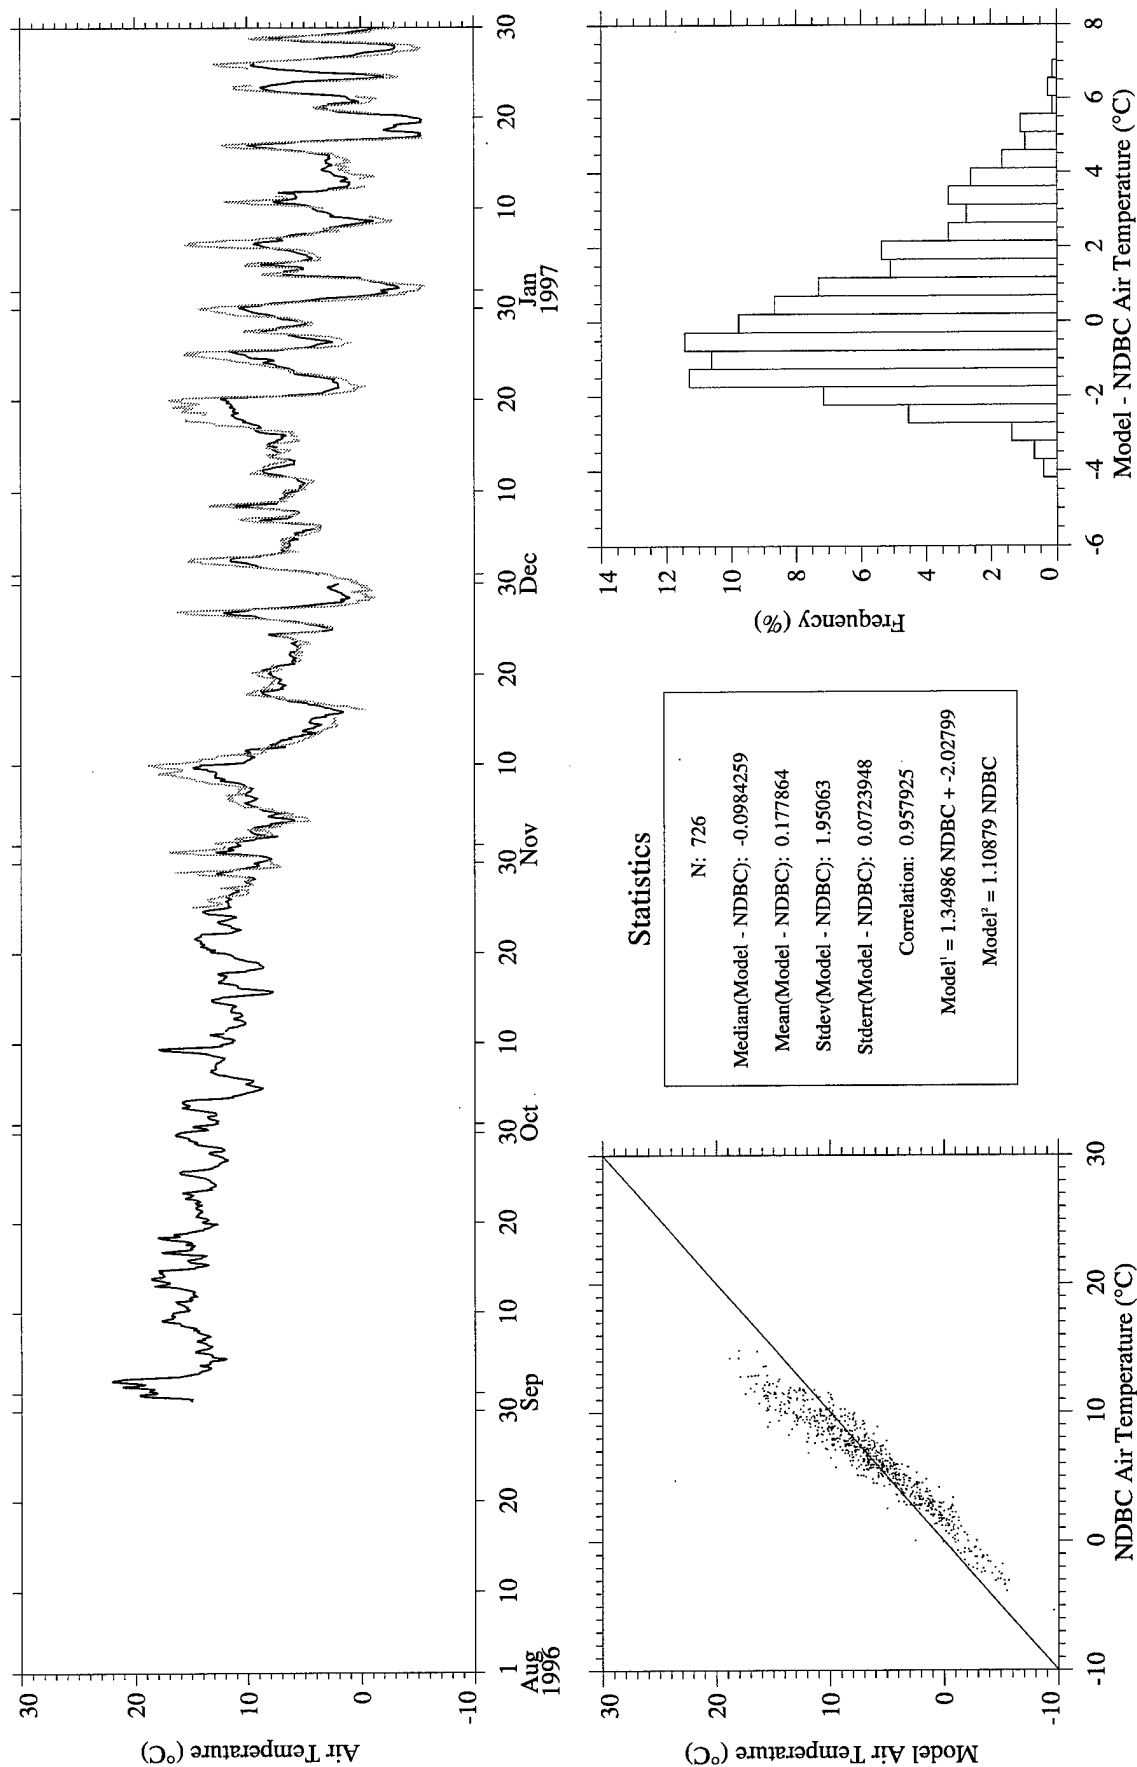 30
20
10
0
-10
Air Temperature (°C)
1 10 20 30 10 20 30 10 20 30 10 20 30 10 20 30 10 20 30
Aug Sep Oct Nov Dec Jan
1996 1997
30
20
10
0
-10
Model Air Temperature (°C)
-10 0 10 20 30
NDBC Air Temperature (°C)
Statistics
N: 726
Median(Model - NDBC): -0.0984259
Mean(Model - NDBC): 0.177864
Stdev(Model - NDBC): 1.95063
Stderr(Model - NDBC): 0.0723948
Correlation: 0.957925
Model¹ = 1.34986 NDBC + -2.02799
Model² = 1.10879 NDBC
14
12
10
8
6
4
2
0
Frequency (%)
-6 -4 -2 0 2 4 6 8
Model - NDBC Air Temperature (°C)